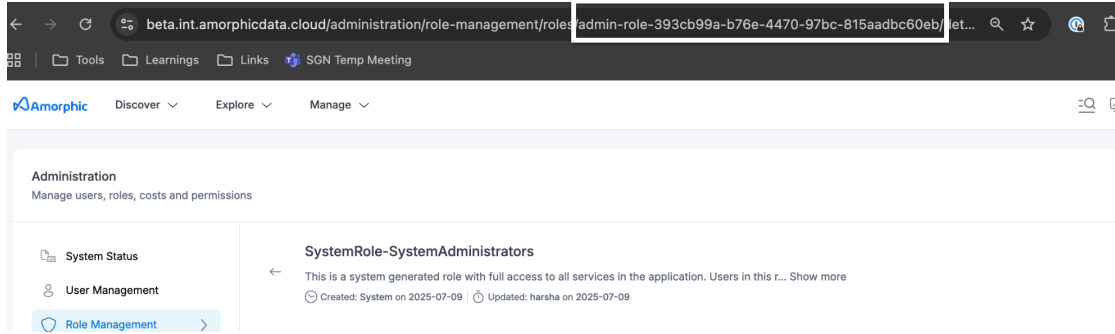 beta.int.amorphicdata.cloud/administration/role-management/roles/admin-role-393cb99a-b76e-4470-97bc-815aadbc60eb/det...
Tools Learnings Links SGN Temp Meeting
Amorphic Discover Explore Manage
Administration
Manage users, roles, costs and permissions
System Status
User Management
Role Management
SystemRole-SystemAdministrators
This is a system generated role with full access to all services in the application. Users in this r... Show more
Created: System on 2025-07-09 Updated: harsha on 2025-07-09